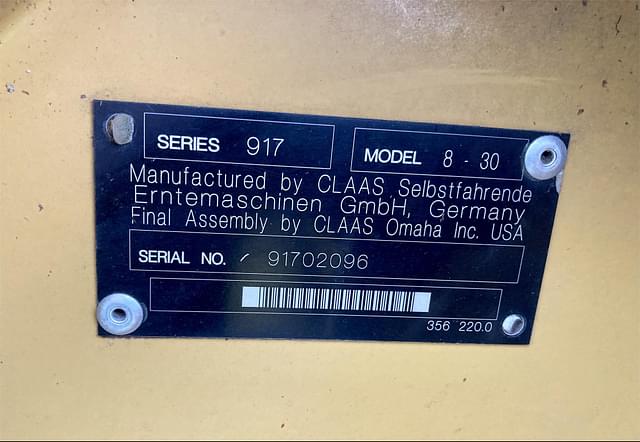 SERIES 917
MODEL 8 - 30
Manufactured by CLAAS Selbstfahrende
Erntemaschinen GmbH, Germany
Final Assembly by CLAAS Omaha Inc. USA
SERIAL NO. 91702096
356 220.0